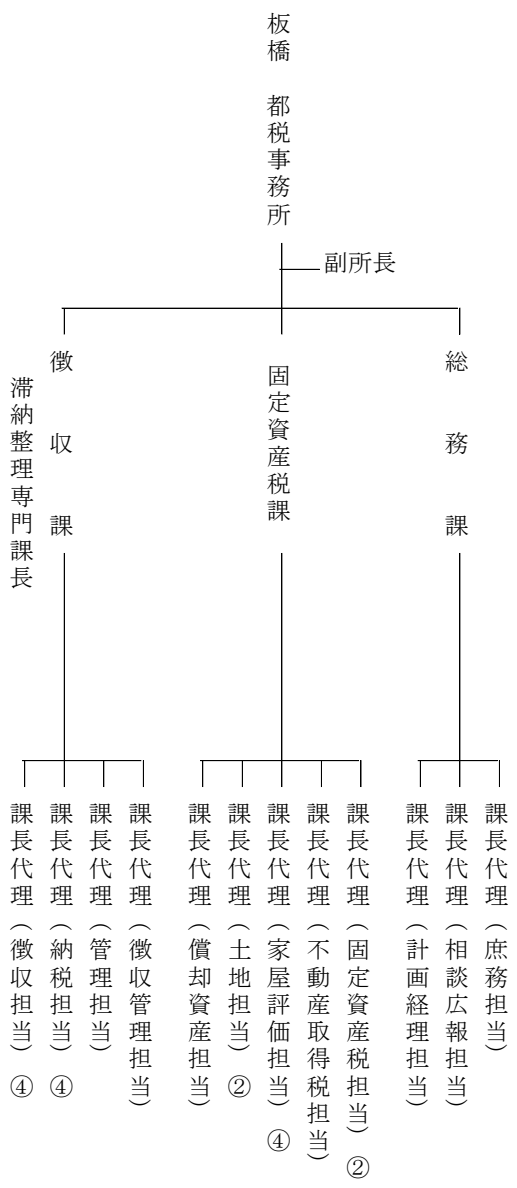 板橋　都税事務所
副所長
総務課
固定資産税課
徴収課
滞納整理専門課長
課長代理（庶務担当）
課長代理（相談広報担当）
課長代理（計画経理担当）
課長代理（固定資産税担当）②
課長代理（不動産取得税担当）
課長代理（家屋評価担当）④
課長代理（土地担当）②
課長代理（償却資産担当）
課長代理（徴収管理担当）
課長代理（管理担当）
課長代理（納税担当）④
課長代理（徴収担当）④